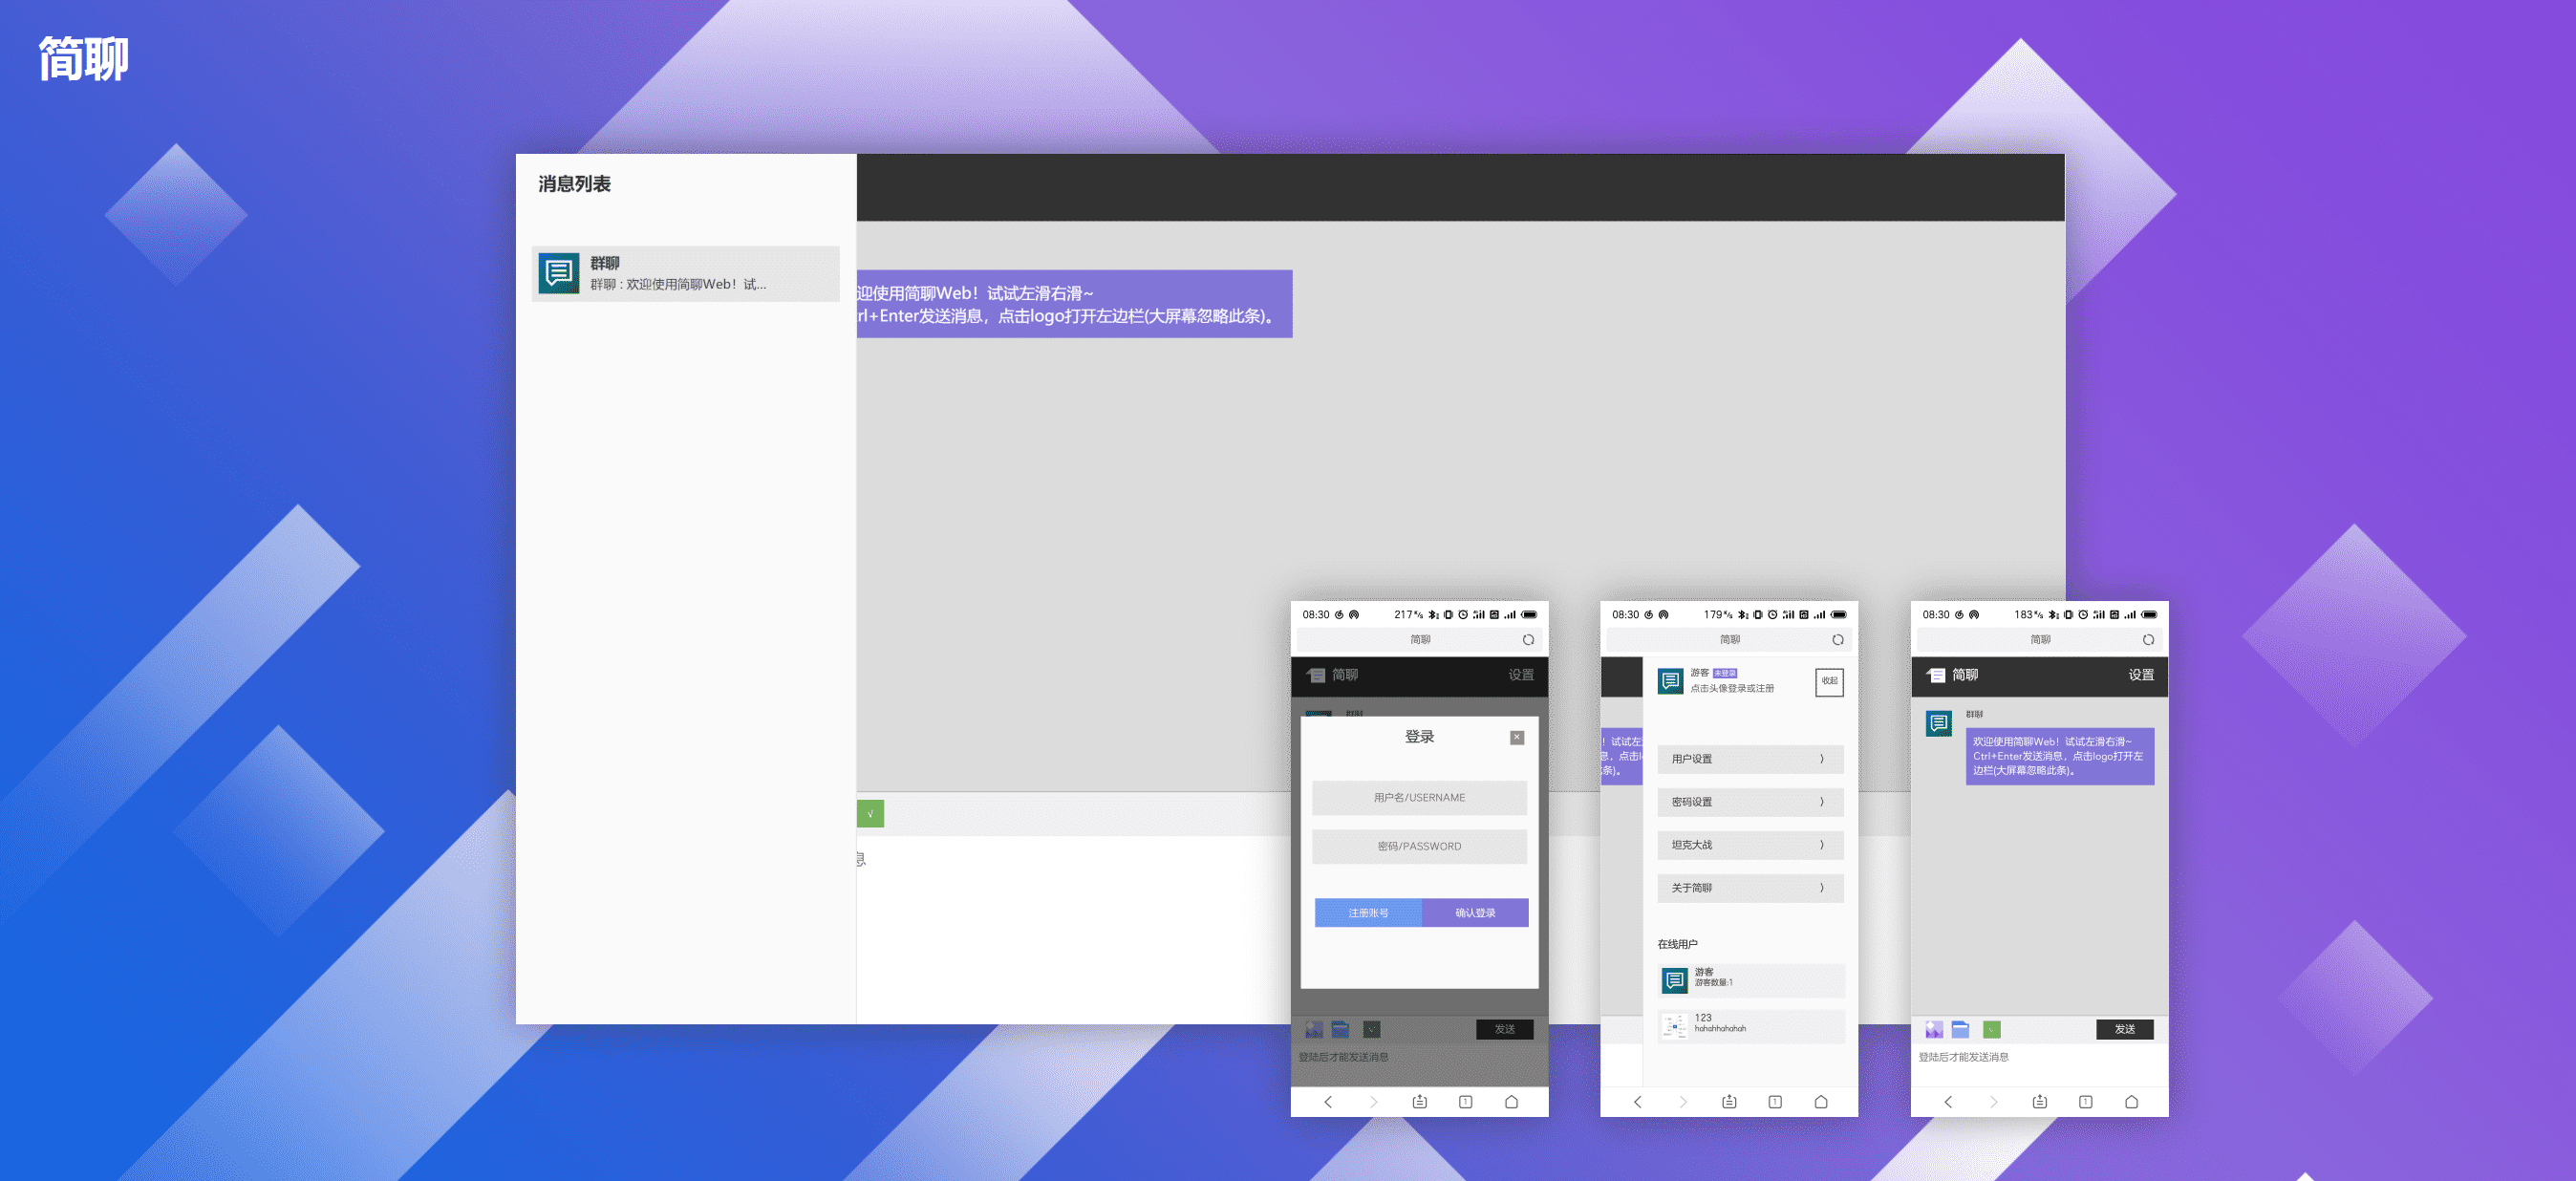 简聊
消息列表
群聊
群聊 : 欢迎使用简聊Web！试...
迎使用简聊Web！试试左滑右滑~
rl+Enter发送消息，点击logo打开左边栏(大屏幕忽略此条)。
√
息
08:30
217
简聊
简聊
设置
群聊
登录
×
用户名/USERNAME
密码/PASSWORD
注册账号
确认登录
发送
登陆后才能发送消息
1
08:30
179
简聊
游客 未登录
点击头像登录或注册
收起
！试试左
息，点击l
条)。
用户设置 〉
密码设置 〉
坦克大战 〉
关于简聊 〉
在线用户
游客
游客数量:1
123
hahahhahahah
1
08:30
183
简聊
简聊
设置
群聊
欢迎使用简聊Web！试试左滑右滑~
Ctrl+Enter发送消息，点击logo打开左
边栏(大屏幕忽略此条)。
发送
登陆后才能发送消息
1